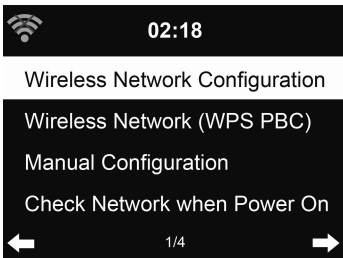 02:18
Wireless Network Configuration
Wireless Network (WPS PBC)
Manual Configuration
Check Network when Power On
1/4